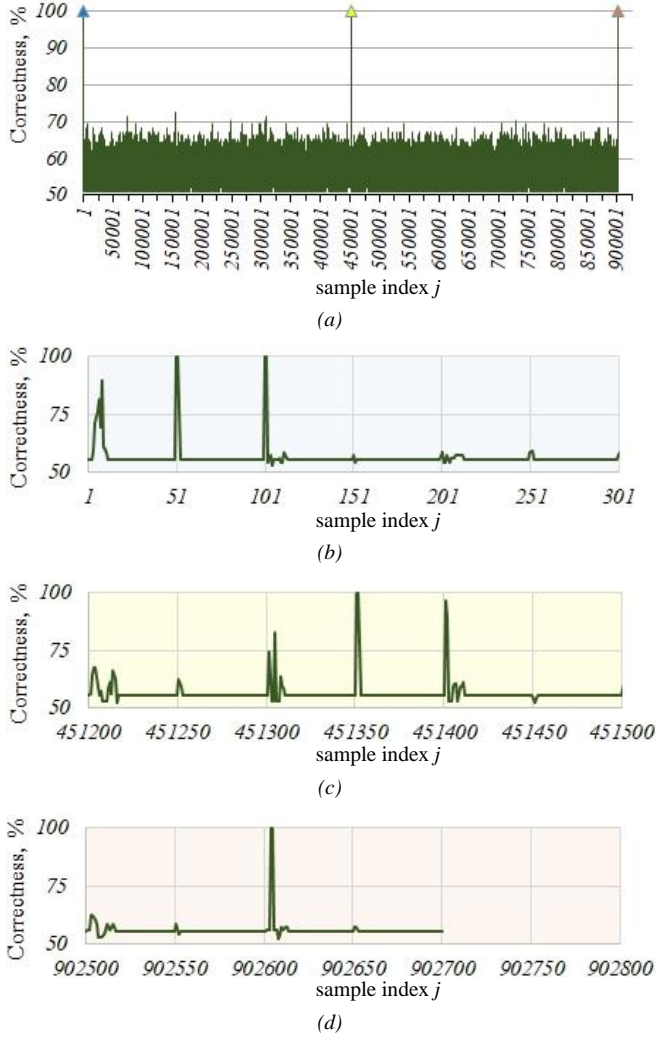 Correctness, %
100
90
80
70
60
50
1
50001
100001
150001
200001
250001
300001
350001
400001
450001
500001
550001
600001
650001
700001
750001
800001
850001
900001
sample index j
(a)
Correctness, %
100
75
50
1 51 101 151 201 251 301
sample index j
(b)
Correctness, %
100
75
50
451200 451250 451300 451350 451400 451450 451500
sample index j
(c)
Correctness, %
100
75
50
902500 902550 902600 902650 902700 902750 902800
sample index j
(d)